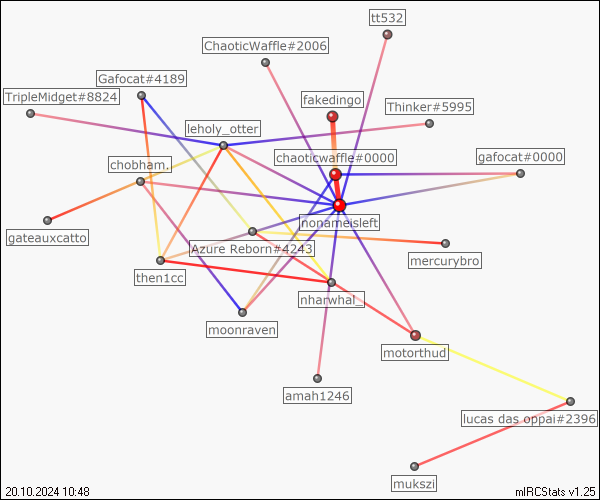 tt532
ChaoticWaffle#2006
Gafocat#4189
TripleMidget#8824
fakedingo
Thinker#5995
leholy_otter
chaoticwaffle#0000
gafocat#0000
chobham.
nonameisleft
gateauxcatto
Azure Reborn#4243
mercurybro
then1cc
nharwhal_
moonraven
motorthud
amah1246
lucas das oppai#2396
mukszi
20.10.2024 10:48
mIRCStats v1.25